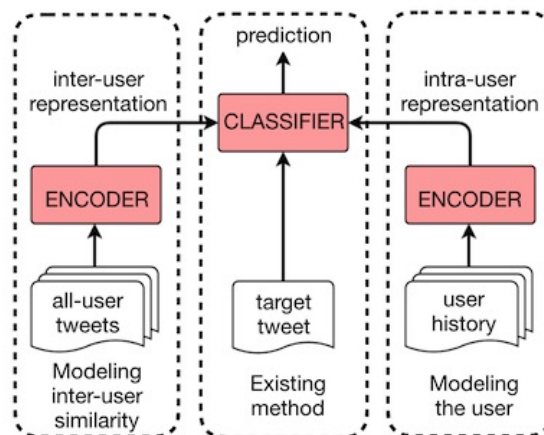 prediction
inter-user
representation
CLASSIFIER
intra-user
representation
ENCODER
ENCODER
all-user
tweets
target
tweet
user
history
Modeling
inter-user
similarity
Existing
method
Modeling
the user